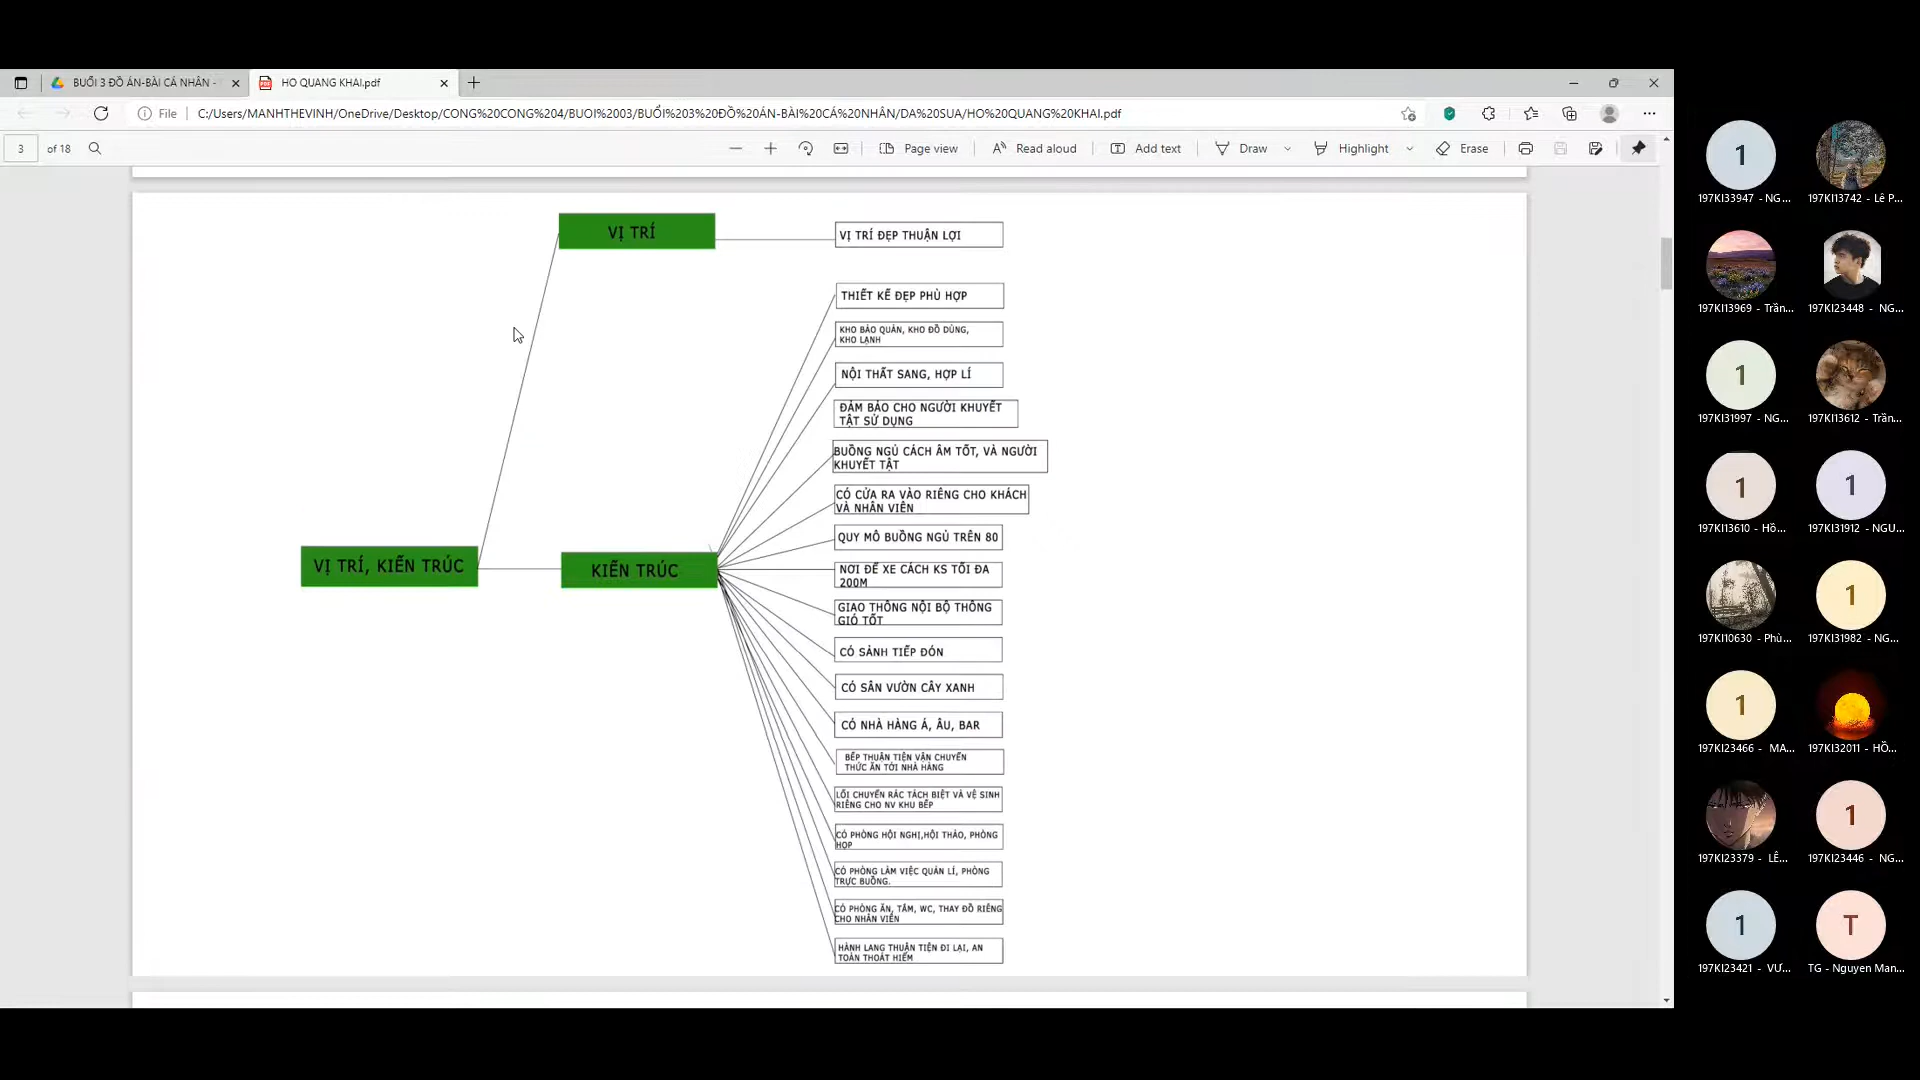 BUỔI 3 ĐỒ ÁN-BÀI CÁ NHÂN -
HO QUANG KHAI.pdf
File
C:/Users/MANHTHEVINH/OneDrive/Desktop/CONG%20CONG%204/BUOI%2003/BUỔI%203%20ĐỒ%20ÁN-BÀI%20CÁ%20NHÂN/DA%20SUA/HO%20QUANG%20KHAI.pdf
3
of 18
Page view
Read aloud
Add text
Draw
Highlight
Erase
VỊ TRÍ
VỊ TRÍ ĐẸP THUẬN LỢI
THIẾT KẾ ĐẸP PHÙ HỢP
KHO BẢO QUẢN, KHO ĐỒ DÙNG,
KHO LẠNH
NỘI THẤT SANG, HỢP LÍ
ĐẢM BẢO CHO NGƯỜI KHUYẾT
TẬT SỬ DỤNG
BUỒNG NGỦ CÁCH ÂM TỐT, VÀ NGƯỜI
KHUYẾT TẬT
CÓ CỬA RA VÀO RIÊNG CHO KHÁCH
VÀ NHÂN VIÊN
QUY MÔ BUỒNG NGỦ TRÊN 80
VỊ TRÍ, KIẾN TRÚC
KIẾN TRÚC
NƠI ĐỂ XE CÁCH KS TỐI ĐA
200M
GIAO THÔNG NỘI BỘ THÔNG
GIÓ TỐT
CÓ SẢNH TIẾP ĐÓN
CÓ SÂN VƯỜN CÂY XANH
CÓ NHÀ HÀNG Á, ÂU, BAR
BẾP THUẬN TIỆN VẬN CHUYỂN
THỨC ĂN TỚI NHÀ HÀNG
LỐI CHUYỂN RÁC TÁCH BIỆT VÀ VỆ SINH
RIÊNG CHO NV KHU BẾP
CÓ PHÒNG HỘI NGHỊ,HỘI THẢO, PHÒNG
HỌP
CÓ PHÒNG LÀM VIỆC QUẢN LÍ, PHÒNG
TRỰC BUỒNG.
CÓ PHÒNG ĂN, TẮM, WC, THAY ĐỒ RIÊNG
CHO NHÂN VIÊN
HÀNH LANG THUẬN TIỆN ĐI LẠI, AN
TOÀN THOÁT HIỂM
1
197KI33947 - NG...
197KI13742 - Lê P...
197KI13969 - Trần...
197KI23448 - NG...
1
197KI31997 - NG...
197KI13612 - Trần...
1
197KI13610 - Hồ...
1
197KI31912 - NGU...
197KI10630 - Phù...
1
197KI31982 - NG...
1
197KI23466 - MA...
197KI32011 - HỒ...
197KI23379 - LÊ...
1
197KI23446 - NG...
1
197KI23421 - VƯ...
T
TG - Nguyen Man...